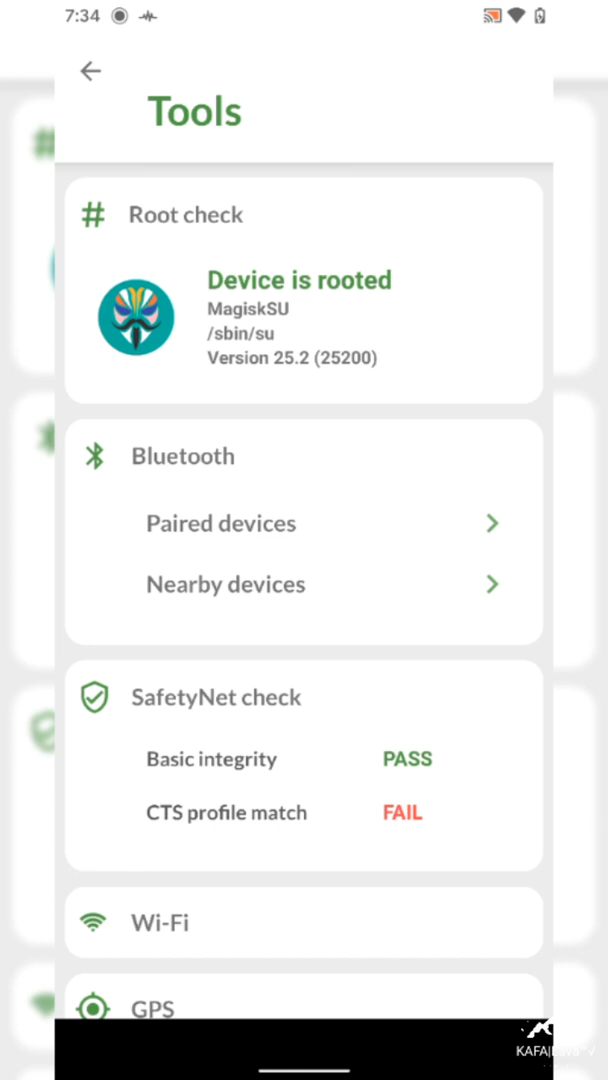 7:34
Tools
Root check
Device is rooted
MagiskSU
/sbin/su
Version 25.2 (25200)
Bluetooth
Paired devices
Nearby devices
SafetyNet check
Basic integrity PASS
CTS profile match FAIL
Wi-Fi
GPS